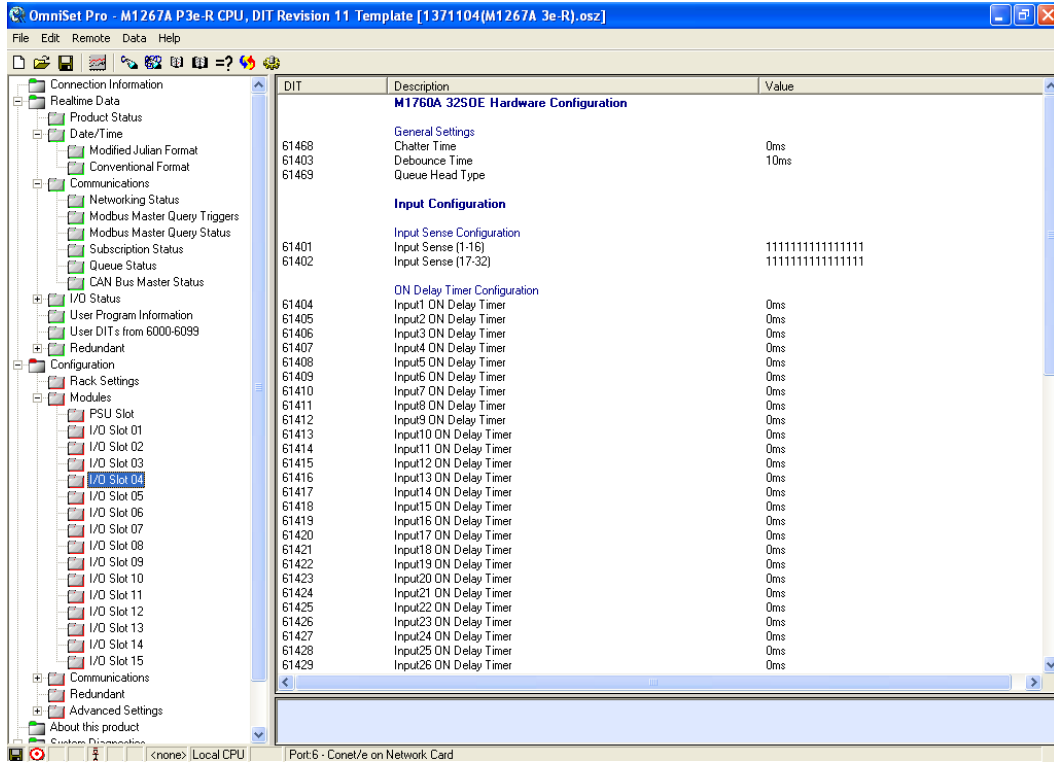 OmniSet Pro - M1267A P3e-R CPU, DIT Revision 11 Template [1371104(M1267A 3e-R).osz]
File Edit Remote Data Help
Connection Information
Realtime Data
Product Status
Date/Time
Modified Julian Format
Conventional Format
Communications
Networking Status
Modbus Master Query Triggers
Modbus Master Query Status
Subscription Status
Queue Status
CAN Bus Master Status
I/O Status
User Program Information
User DITs from 6000-6099
Redundant
Configuration
Rack Settings
Modules
PSU Slot
I/O Slot 01
I/O Slot 02
I/O Slot 03
I/O Slot 04
I/O Slot 05
I/O Slot 06
I/O Slot 07
I/O Slot 08
I/O Slot 09
I/O Slot 10
I/O Slot 11
I/O Slot 12
I/O Slot 13
I/O Slot 14
I/O Slot 15
Communications
Redundant
Advanced Settings
About this product
System Diagnostics
DIT Description Value
M1760A 32SOE Hardware Configuration
General Settings
61468 Chatter Time 0ms
61403 Debounce Time 10ms
61469 Queue Head Type
Input Configuration
Input Sense Configuration
61401 Input Sense (1-16) 1111111111111111
61402 Input Sense (17-32) 1111111111111111
ON Delay Timer Configuration
61404 Input1 ON Delay Timer 0ms
61405 Input2 ON Delay Timer 0ms
61406 Input3 ON Delay Timer 0ms
61407 Input4 ON Delay Timer 0ms
61408 Input5 ON Delay Timer 0ms
61409 Input6 ON Delay Timer 0ms
61410 Input7 ON Delay Timer 0ms
61411 Input8 ON Delay Timer 0ms
61412 Input9 ON Delay Timer 0ms
61413 Input10 ON Delay Timer 0ms
61414 Input11 ON Delay Timer 0ms
61415 Input12 ON Delay Timer 0ms
61416 Input13 ON Delay Timer 0ms
61417 Input14 ON Delay Timer 0ms
61418 Input15 ON Delay Timer 0ms
61419 Input16 ON Delay Timer 0ms
61420 Input17 ON Delay Timer 0ms
61421 Input18 ON Delay Timer 0ms
61422 Input19 ON Delay Timer 0ms
61423 Input20 ON Delay Timer 0ms
61424 Input21 ON Delay Timer 0ms
61425 Input22 ON Delay Timer 0ms
61426 Input23 ON Delay Timer 0ms
61427 Input24 ON Delay Timer 0ms
61428 Input25 ON Delay Timer 0ms
61429 Input26 ON Delay Timer 0ms
<none> Local CPU Port:6 - Conet/e on Network Card